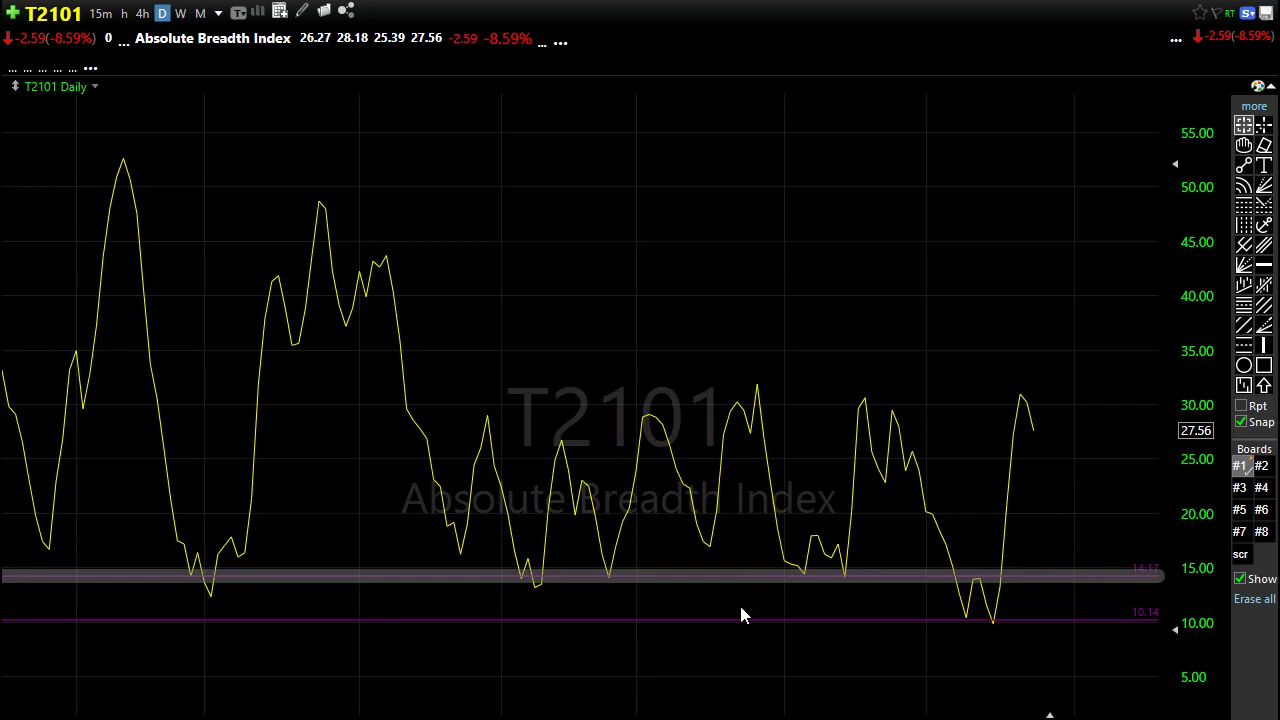 T2101 15m h 4h D W M T RT S
-2.59(-8.59%) 0 ... Absolute Breadth Index 26.27 28.18 25.39 27.56 -2.59 -8.59% ... ... ... -2.59(-8.59%)
... ... ... ... ... ...
T2101 Daily
more
55.00
50.00
45.00
40.00
35.00
30.00
27.56
25.00
20.00
15.00
10.00
5.00
T2101
Absolute Breadth Index
14.17
10.14
T
Rpt
Snap
Boards
#1 #2
#3 #4
#5 #6
#7 #8
scr
Show
Erase all